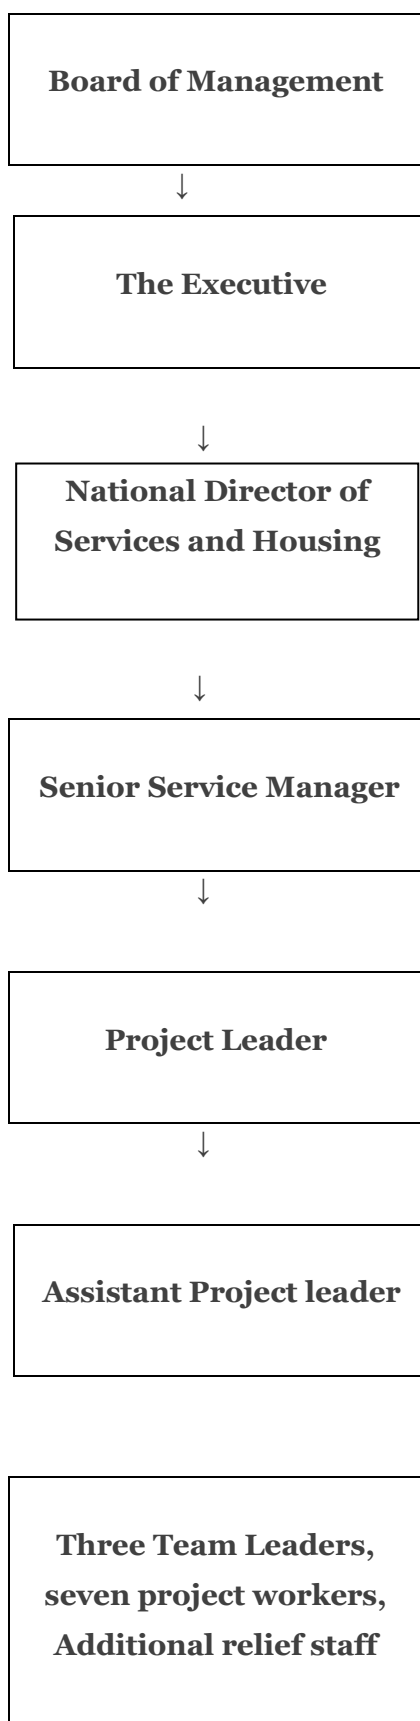 Board of Management
↓
The Executive
↓
National Director of
Services and Housing
↓
Senior Service Manager
↓
Project Leader
↓
Assistant Project leader
Three Team Leaders,
seven project workers,
Additional relief staff